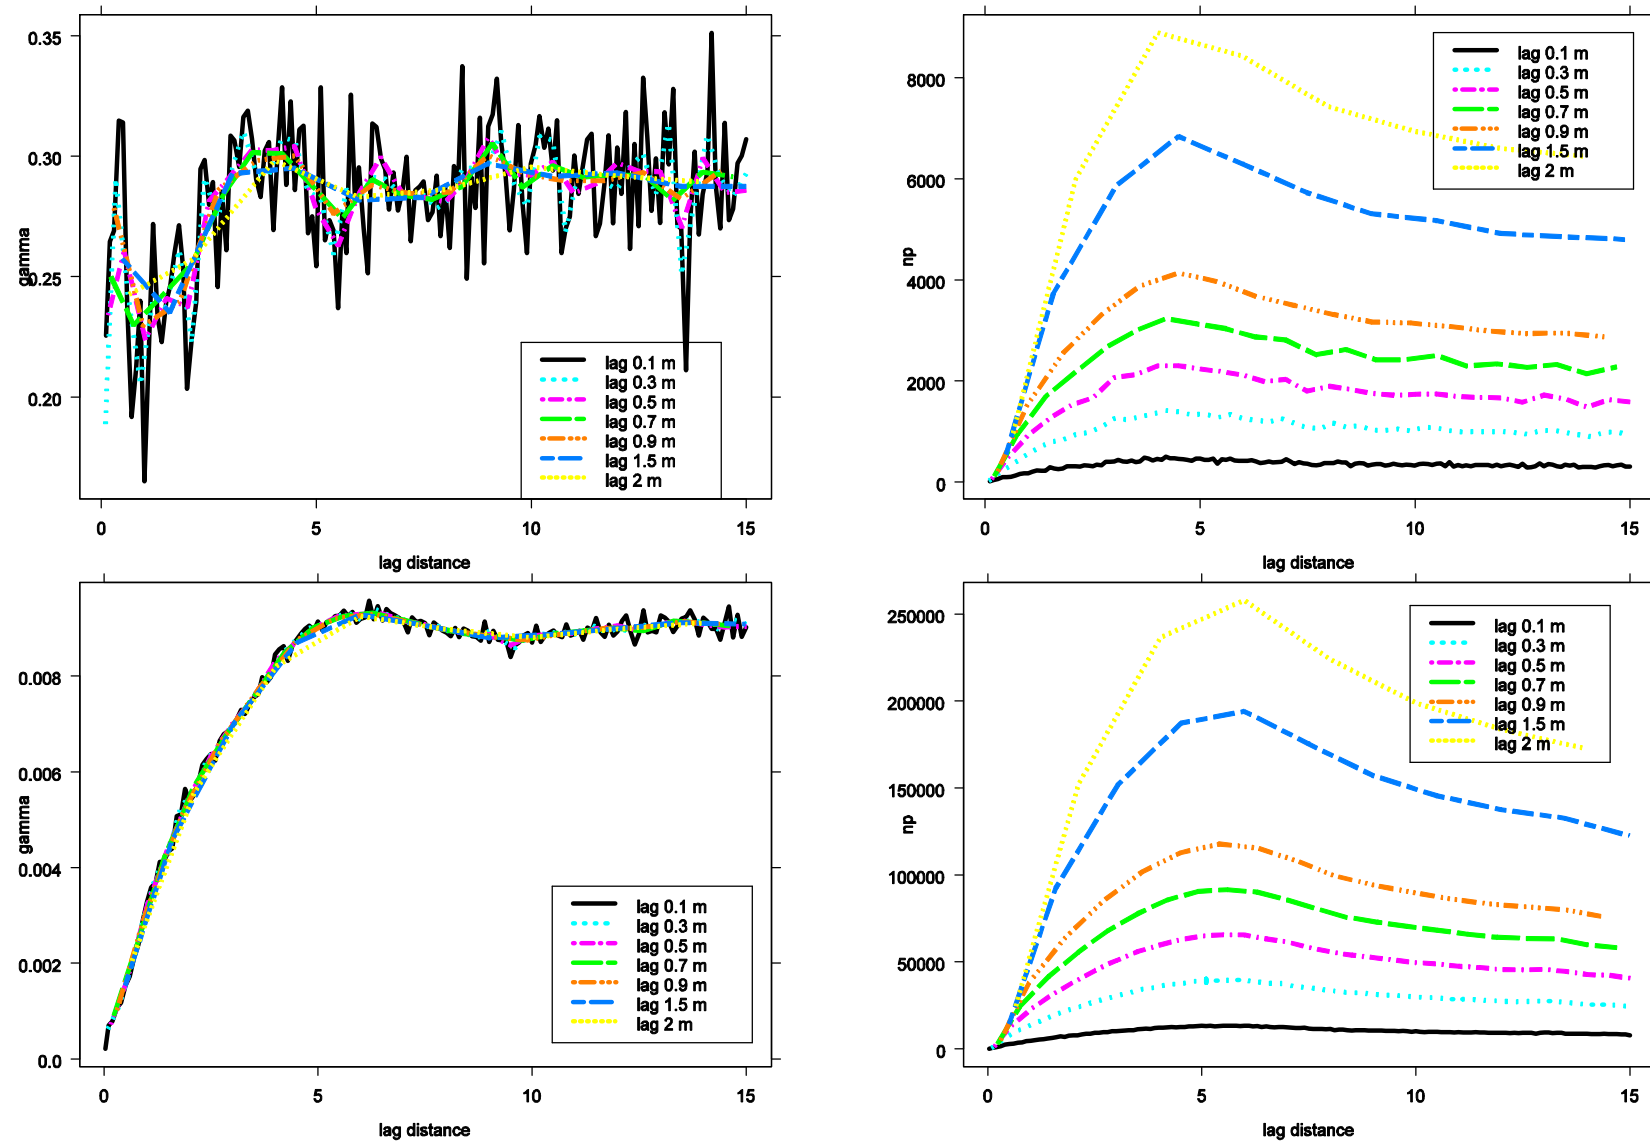 0.35
0.30
0.25
0.20
gamma
0
5
10
15
lag distance
lag 0.1 m
lag 0.3 m
lag 0.5 m
lag 0.7 m
lag 0.9 m
lag 1.5 m
lag 2 m
8000
6000
4000
2000
0
np
0
5
10
15
lag distance
lag 0.1 m
lag 0.3 m
lag 0.5 m
lag 0.7 m
lag 0.9 m
lag 1.5 m
lag 2 m
0.008
0.006
0.004
0.002
0.0
gamma
0
5
10
15
lag distance
lag 0.1 m
lag 0.3 m
lag 0.5 m
lag 0.7 m
lag 0.9 m
lag 1.5 m
lag 2 m
250000
200000
150000
100000
50000
0
np
0
5
10
15
lag distance
lag 0.1 m
lag 0.3 m
lag 0.5 m
lag 0.7 m
lag 0.9 m
lag 1.5 m
lag 2 m